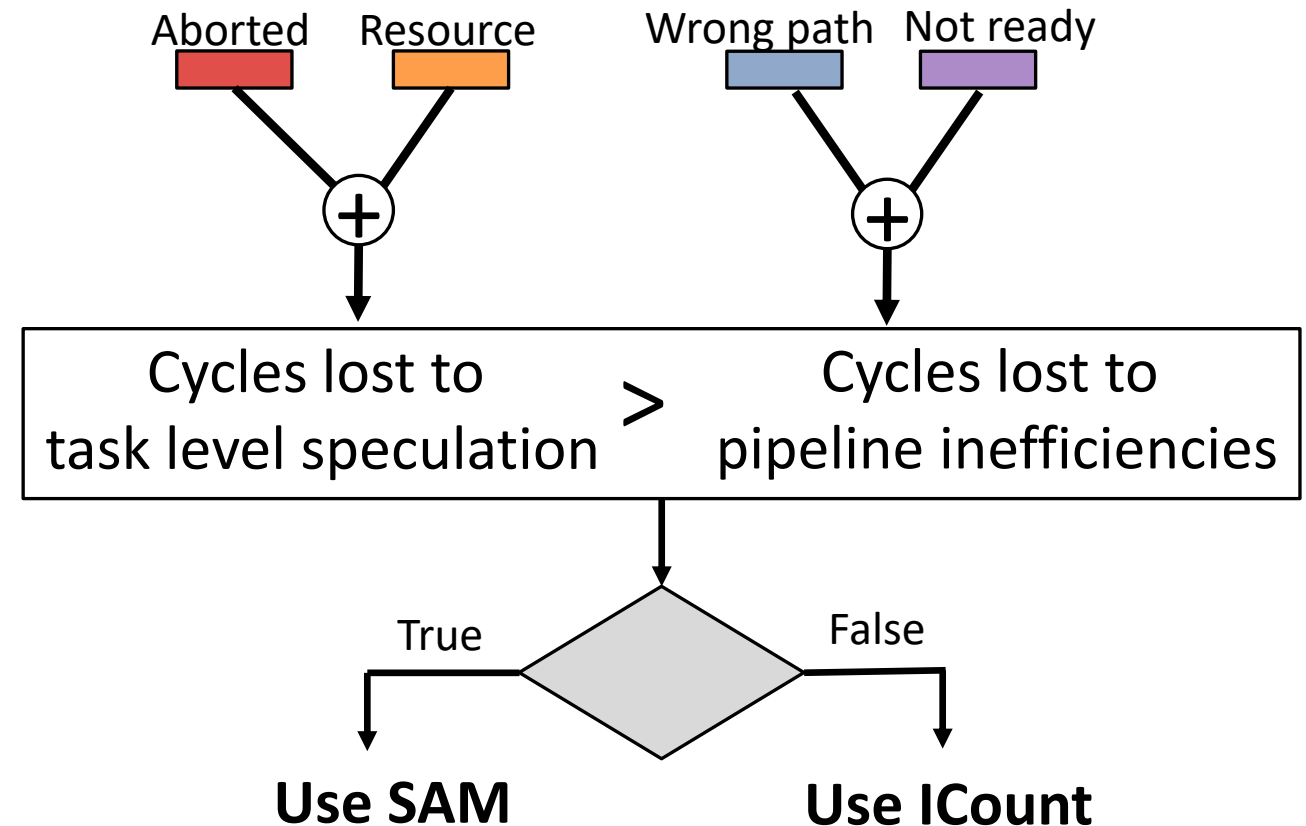 Aborted Resource Wrong path Not ready
+ +
Cycles lost to > Cycles lost to
task level speculation pipeline inefficiencies
True False
Use SAM Use ICount